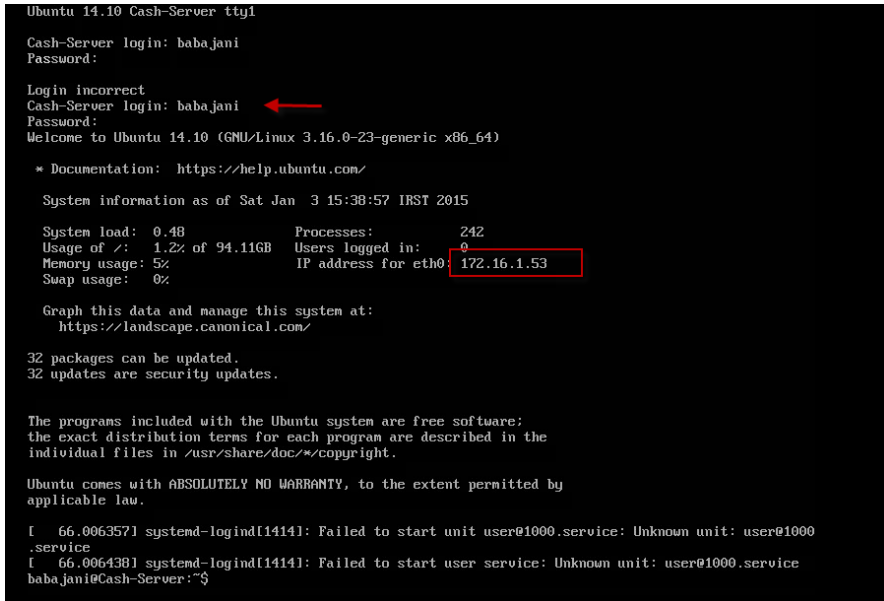 Ubuntu 14.10 Cash-Server tty1
Cash-Server login: babajani
Password:
Login incorrect
Cash-Server login: babajani
Password:
Welcome to Ubuntu 14.10 (GNU/Linux 3.16.0-23-generic x86_64)
* Documentation: https://help.ubuntu.com/
System information as of Sat Jan 3 15:38:57 IRST 2015
System load: 0.48 Processes: 242
Usage of /: 1.2% of 94.11GB Users logged in: 0
Memory usage: 5% IP address for eth0: 172.16.1.53
Swap usage: 0%
Graph this data and manage this system at:
https://landscape.canonical.com/
32 packages can be updated.
32 updates are security updates.
The programs included with the Ubuntu system are free software;
the exact distribution terms for each program are described in the
individual files in /usr/share/doc/*/copyright.
Ubuntu comes with ABSOLUTELY NO WARRANTY, to the extent permitted by
applicable law.
[ 66.006357] systemd-logind[1414]: Failed to start unit user@1000.service: Unknown unit: user@1000
.service
[ 66.006438] systemd-logind[1414]: Failed to start user service: Unknown unit: user@1000.service
babajani@Cash-Server:~$